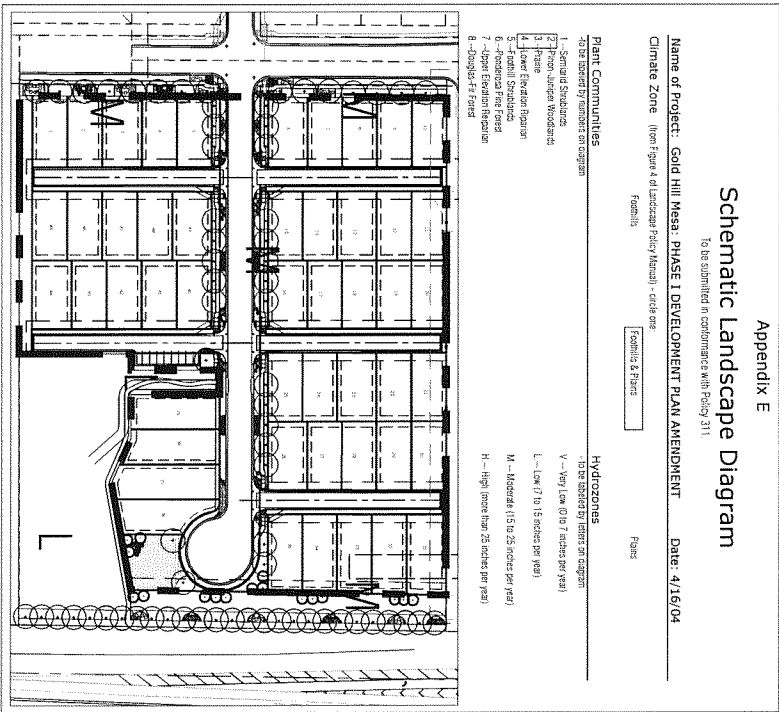 Appendix E
Schematic Landscape Diagram
To be submitted in conformance with Policy 311
Name of Project: Gold Hill Mesa: PHASE I DEVELOPMENT PLAN AMENDMENT Date: 4/16/04
Climate Zone (from Figure 4 of Landscape Policy Manual) - circle one:
Foothills Foothills & Plains Plains
Plant Communities
-to be labeled by numbers on diagram
1 -- Semiarid Shrublands
2 -- Pinon-Juniper Woodlands
3 -- Prairie
4 -- Lower Elevation Riparian
5 -- Foothill Shrublands
6 -- Ponderosa Pine Forest
7 -- Upper Elevation Riparian
8 -- Douglas-Fir Forest
Hydrozones
- to be labeled by letters on diagram
V -- Very Low (0 to 7 inches per year)
L -- Low (7 to 15 inches per year)
M -- Moderate (15 to 25 inches per year)
H -- High (more than 25 inches per year)
M
M
M
M
L